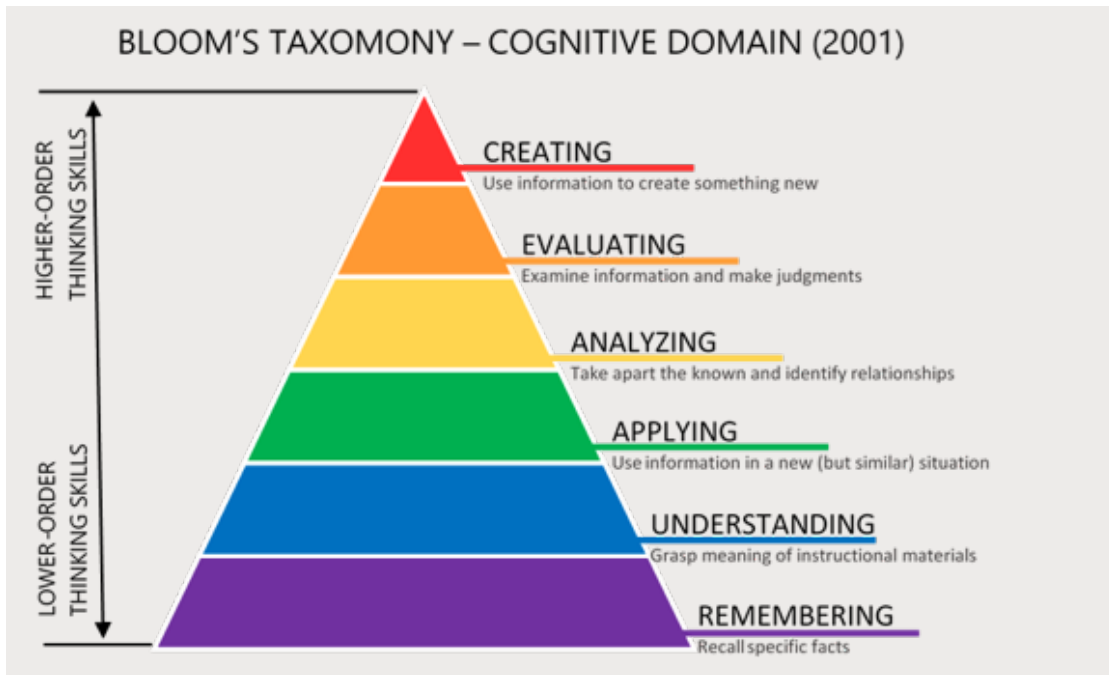 BLOOM'S TAXOMONY – COGNITIVE DOMAIN (2001)
HIGHER-ORDER
THINKING SKILLS
CREATING
Use information to create something new
EVALUATING
Examine information and make judgments
ANALYZING
Take apart the known and identify relationships
APPLYING
Use information in a new (but similar) situation
LOWER-ORDER
THINKING SKILLS
UNDERSTANDING
Grasp meaning of instructional materials
REMEMBERING
Recall specific facts